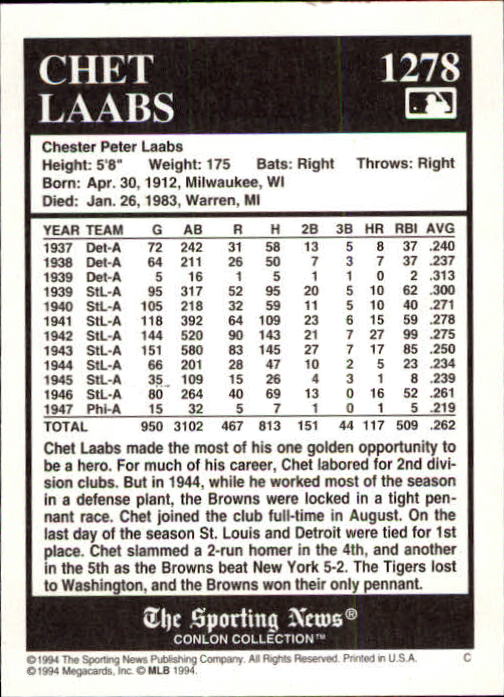 CHET
LAABS
1278
Chester Peter Laabs
Height: 5'8" Weight: 175 Bats: Right Throws: Right
Born: Apr. 30, 1912, Milwaukee, WI
Died: Jan. 26, 1983, Warren, MI
YEAR TEAM G AB R H 2B 3B HR RBI AVG
1937 Det-A 72 242 31 58 13 5 8 37 .240
1938 Det-A 64 211 26 50 7 3 7 37 .237
1939 Det-A 5 16 1 5 1 1 0 2 .313
1939 StL-A 95 317 52 95 20 5 10 62 .300
1940 StL-A 105 218 32 59 11 5 10 40 .271
1941 StL-A 118 392 64 109 23 6 15 59 .278
1942 StL-A 144 520 90 143 21 7 27 99 .275
1943 StL-A 151 580 83 145 27 7 17 85 .250
1944 StL-A 66 201 28 47 10 2 5 23 .234
1945 StL-A 35 109 15 26 4 3 1 8 .239
1946 StL-A 80 264 40 69 13 0 16 52 .261
1947 Phi-A 15 32 5 7 1 0 1 5 .219
TOTAL 950 3102 467 813 151 44 117 509 .262
Chet Laabs made the most of his one golden opportunity to
be a hero. For much of his career, Chet labored for 2nd divi-
sion clubs. But in 1944, while he worked most of the season
in a defense plant, the Browns were locked in a tight pen-
nant race. Chet joined the club full-time in August. On the
last day of the season St. Louis and Detroit were tied for 1st
place. Chet slammed a 2-run homer in the 4th, and another
in the 5th as the Browns beat New York 5-2. The Tigers lost
to Washington, and the Browns won their only pennant.
The Sporting News®
CONLON COLLECTION™
©1994 The Sporting News Publishing Company. All Rights Reserved. Printed in U.S.A. C
©1994 Megacards, Inc. © MLB 1994.